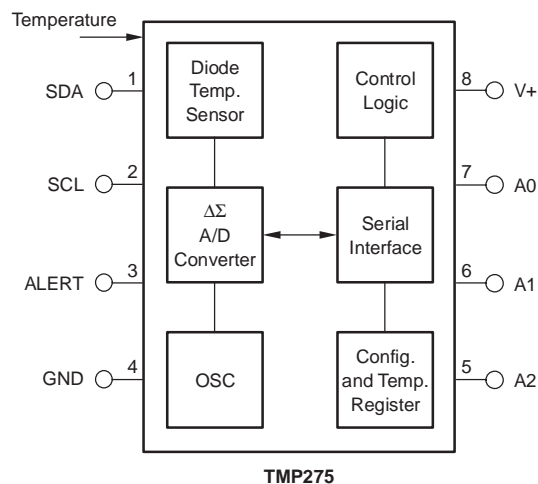 Temperature
1
SDA
2
SCL
3
ALERT
4
GND
Diode
Temp.
Sensor
ΔΣ
A/D
Converter
OSC
Control
Logic
Serial
Interface
Config.
and Temp.
Register
8
V+
7
A0
6
A1
5
A2
TMP275